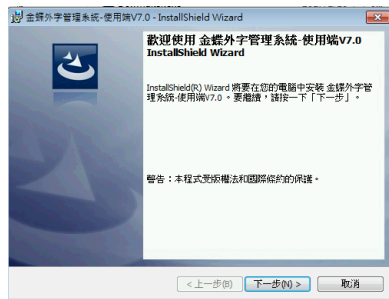 金蝶外字管理系統-使用端V7.0 - InstallShield Wizard
歡迎使用 金蝶外字管理系統-使用端V7.0
InstallShield Wizard
InstallShield(R) Wizard 將要在您的電腦中安裝 金蝶外字管
理系統-使用端V7.0 。要繼續，請按一下「下一步」。
警告：本程式受版權法和國際條約的保護。
< 上一步(B) 下一步(N) > 取消